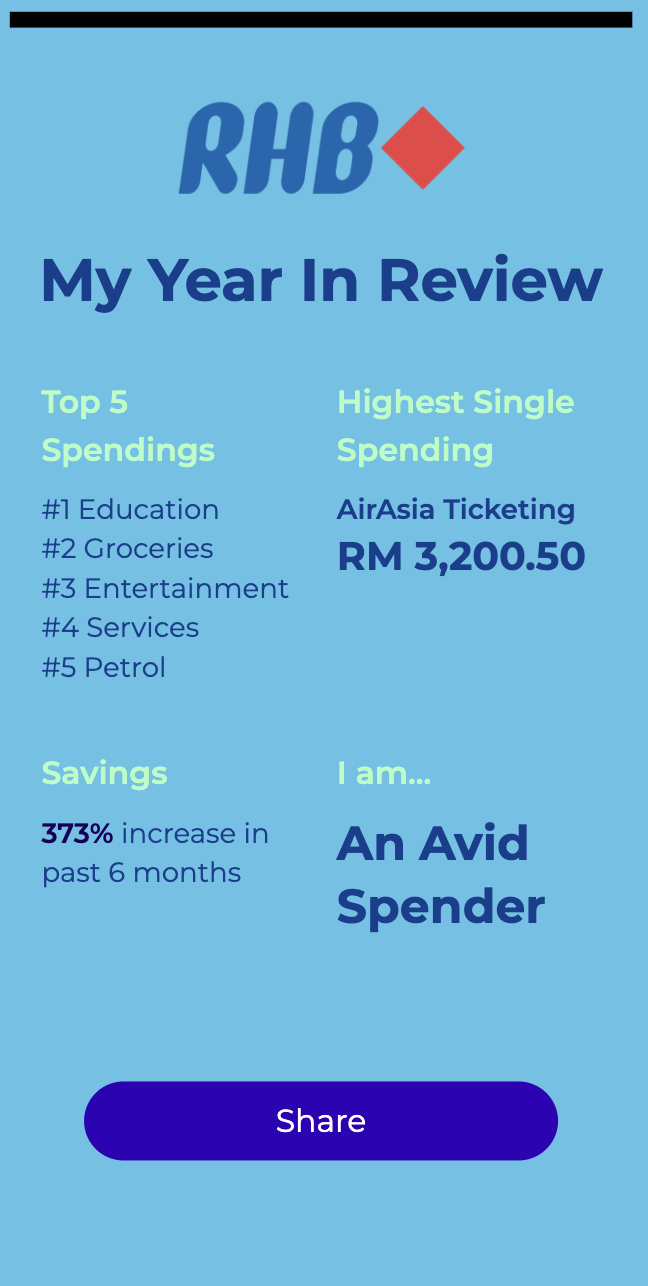 RHB
My Year In Review
Top 5
Spendings
#1 Education
#2 Groceries
#3 Entertainment
#4 Services
#5 Petrol
Highest Single
Spending
AirAsia Ticketing
RM 3,200.50
Savings
373% increase in
past 6 months
I am...
An Avid
Spender
Share